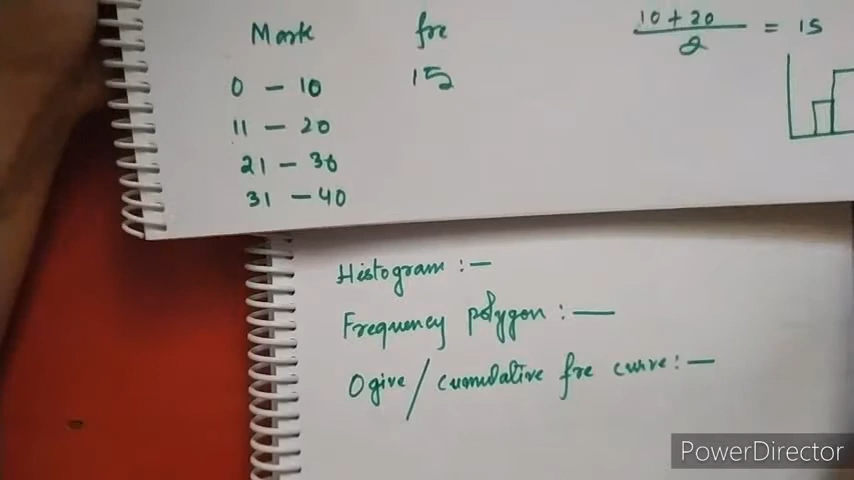 Mark fre
0 - 10 15
11 - 20
21 - 30
31 - 40
10 + 20 / 2 = 15
Histogram :-
Frequency polygon :-
Ogive / cumulative fre curve :-
PowerDirector